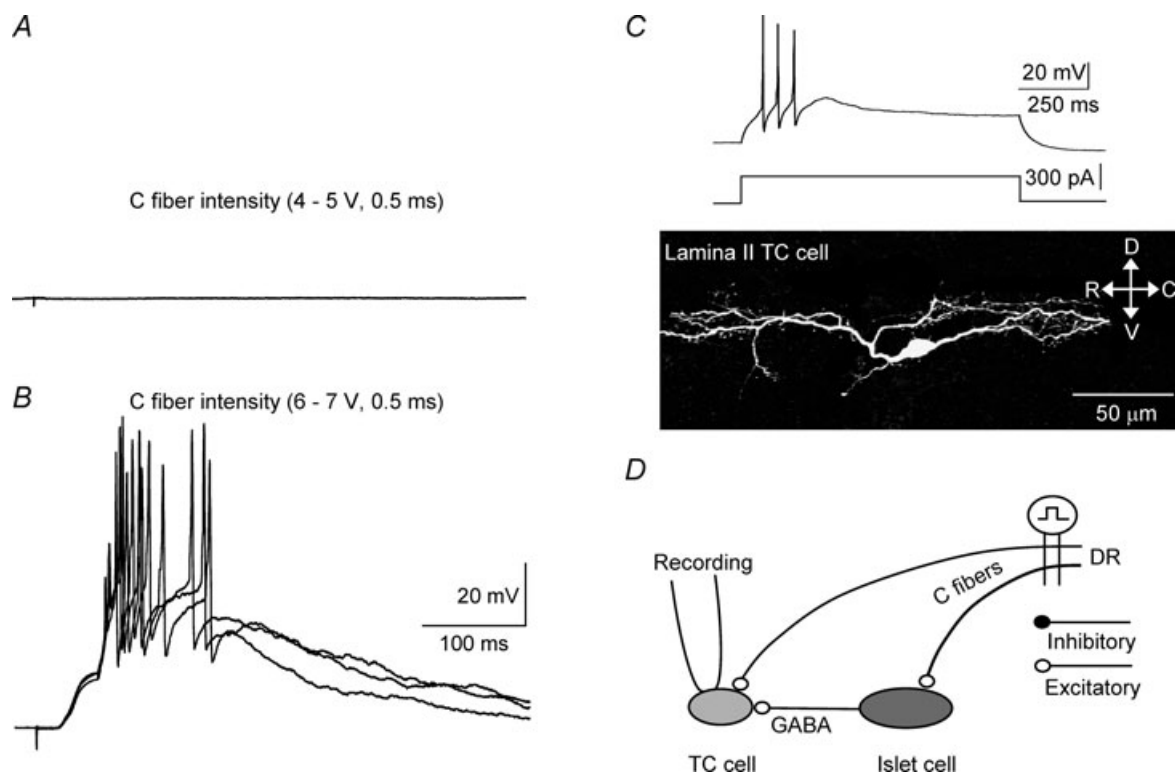 A
C fiber intensity (4 - 5 V, 0.5 ms)
B
C fiber intensity (6 - 7 V, 0.5 ms)
20 mV
100 ms
C
20 mV
250 ms
300 pA
Lamina II TC cell
D
R
C
V
50 μm
D
Recording
C fibers
DR
Inhibitory
Excitatory
GABA
TC cell
Islet cell